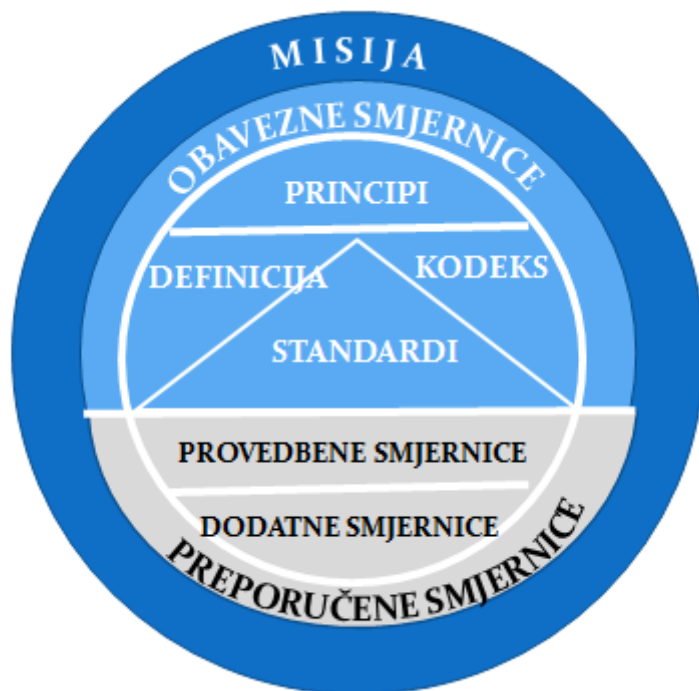 MISIJA
OBAVEZNE SMJERNICE
PRINCIPI
DEFINICIJA
KODEKS
STANDARDI
PROVEDBENE SMJERNICE
DODATNE SMJERNICE
PREPORUČENE SMJERNICE